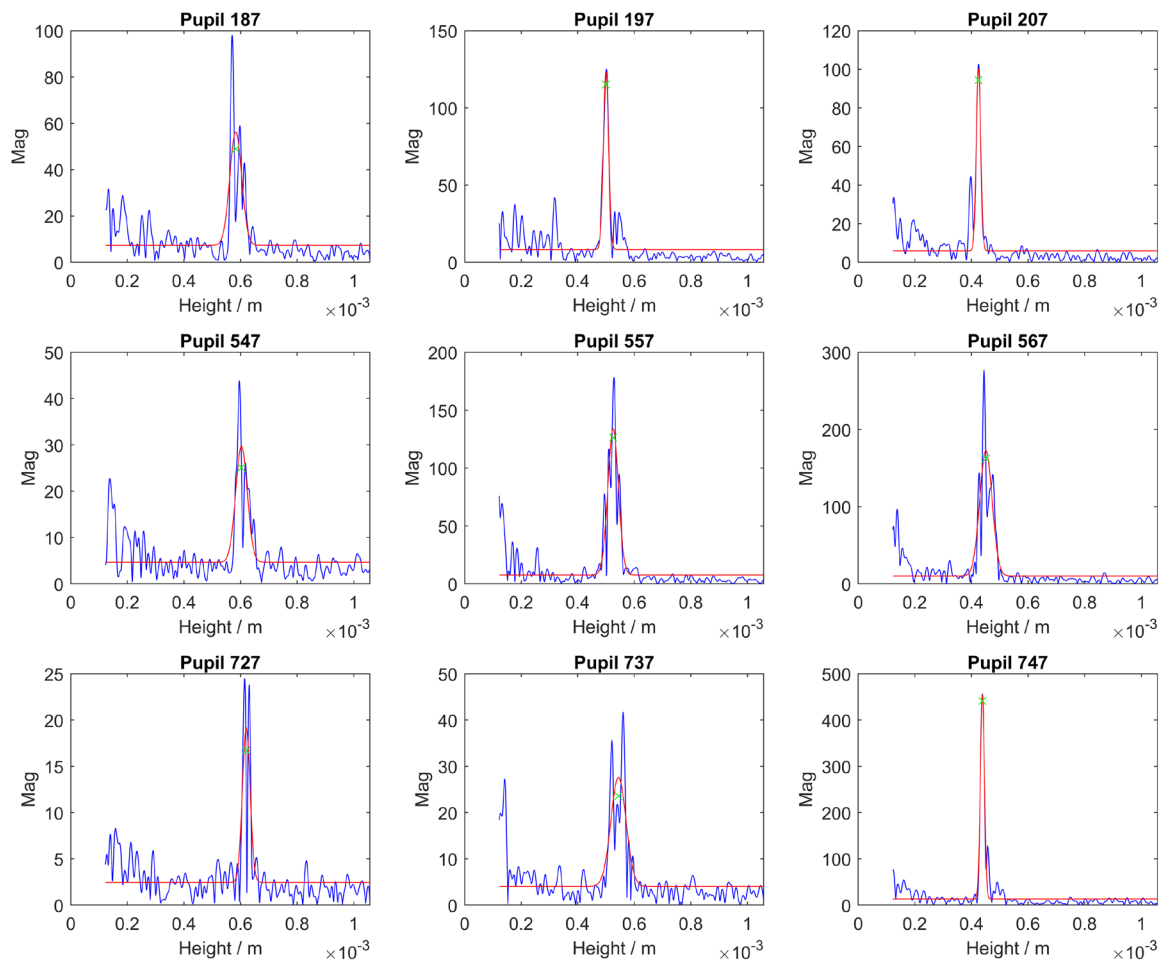 Pupil 187
Pupil 197
Pupil 207
100
80
60
40
20
0
Mag
0 0.2 0.4 0.6 0.8 1
Height / m
×10-3
150
100
50
0
Mag
0 0.2 0.4 0.6 0.8 1
Height / m
×10-3
120
100
80
60
40
20
0
Mag
0 0.2 0.4 0.6 0.8 1
Height / m
×10-3
Pupil 547
Pupil 557
Pupil 567
50
40
30
20
10
0
Mag
0 0.2 0.4 0.6 0.8 1
Height / m
×10-3
200
150
100
50
0
Mag
0 0.2 0.4 0.6 0.8 1
Height / m
×10-3
300
200
100
0
Mag
0 0.2 0.4 0.6 0.8 1
Height / m
×10-3
Pupil 727
Pupil 737
Pupil 747
25
20
15
10
5
0
Mag
0 0.2 0.4 0.6 0.8 1
Height / m
×10-3
50
40
30
20
10
0
Mag
0 0.2 0.4 0.6 0.8 1
Height / m
×10-3
500
400
300
200
100
0
Mag
0 0.2 0.4 0.6 0.8 1
Height / m
×10-3